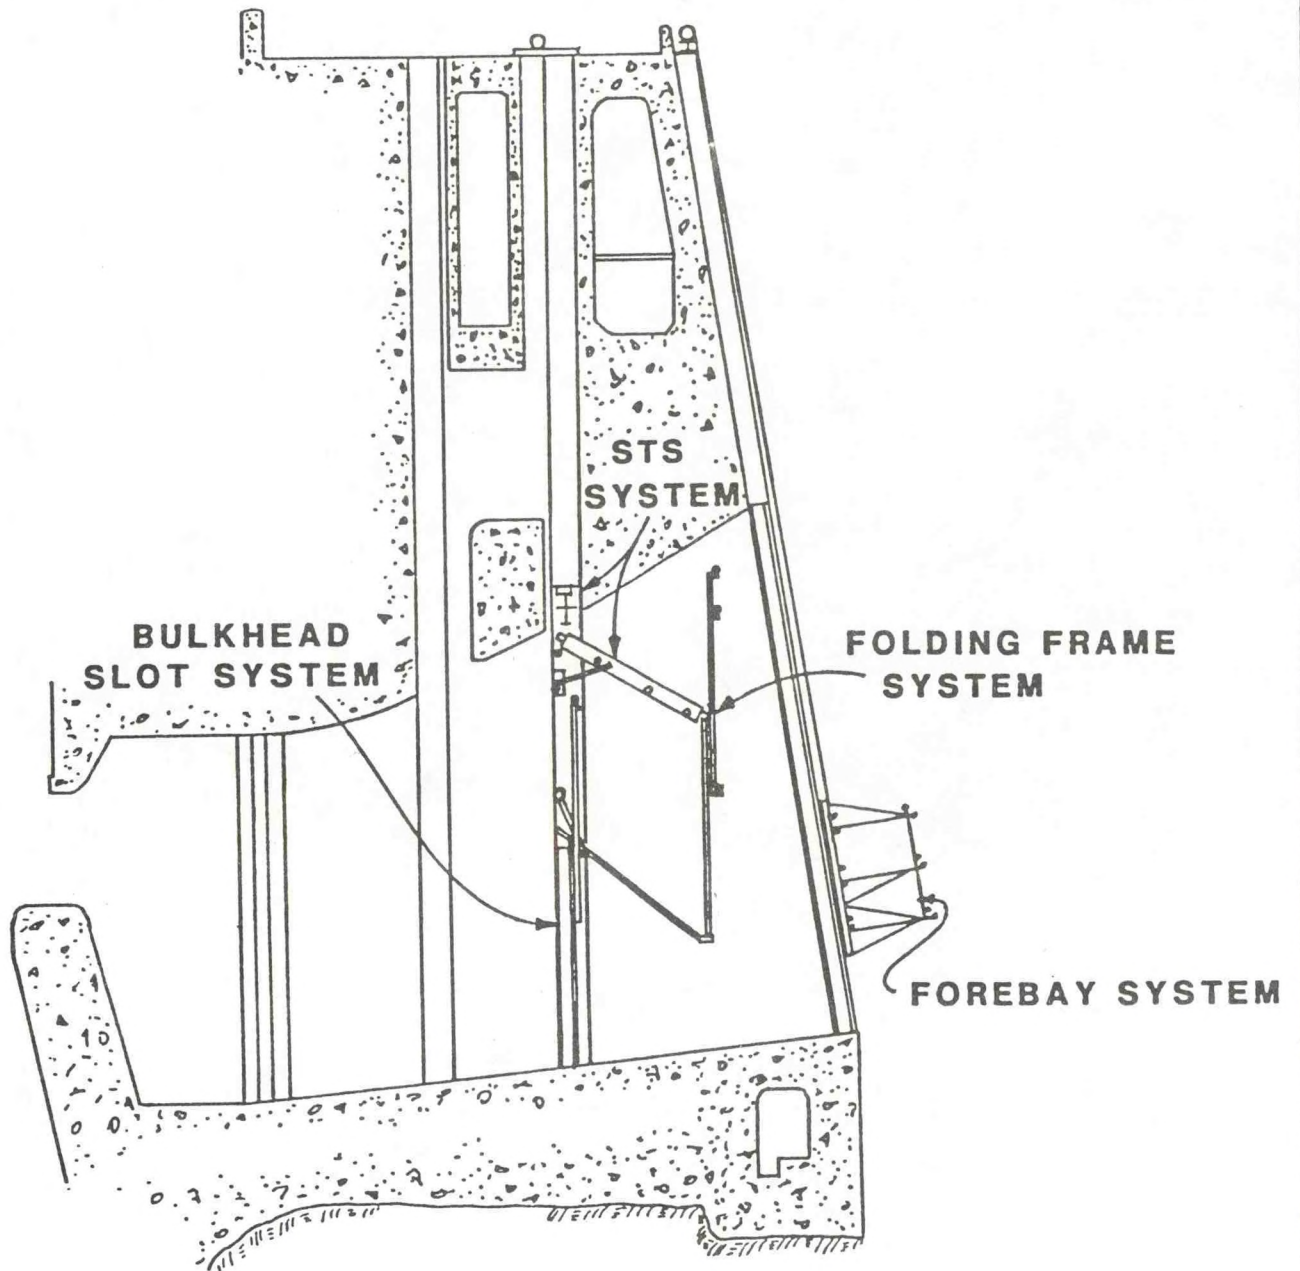 STS
SYSTEM
BULKHEAD
SLOT SYSTEM
FOLDING FRAME
SYSTEM
FOREBAY SYSTEM